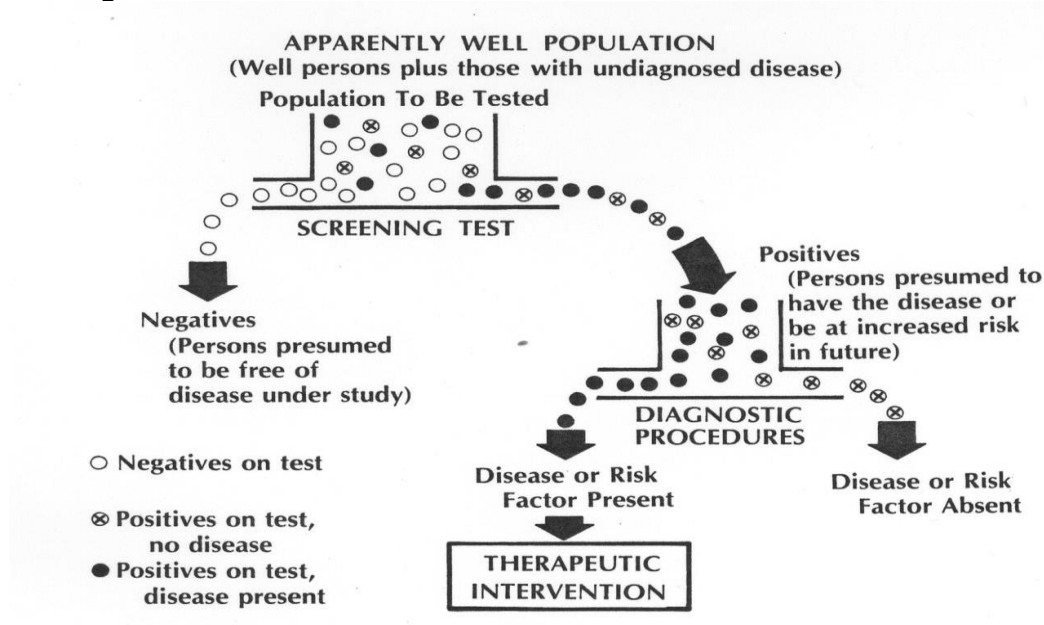 APPARENTLY WELL POPULATION
(Well persons plus those with undiagnosed disease)
Population To Be Tested
SCREENING TEST
Negatives
(Persons presumed
to be free of
disease under study)
Positives
(Persons presumed to
have the disease or
be at increased risk
in future)
DIAGNOSTIC
PROCEDURES
Disease or Risk
Factor Present
Disease or Risk
Factor Absent
THERAPEUTIC
INTERVENTION
Negatives on test
Positives on test,
no disease
Positives on test,
disease present